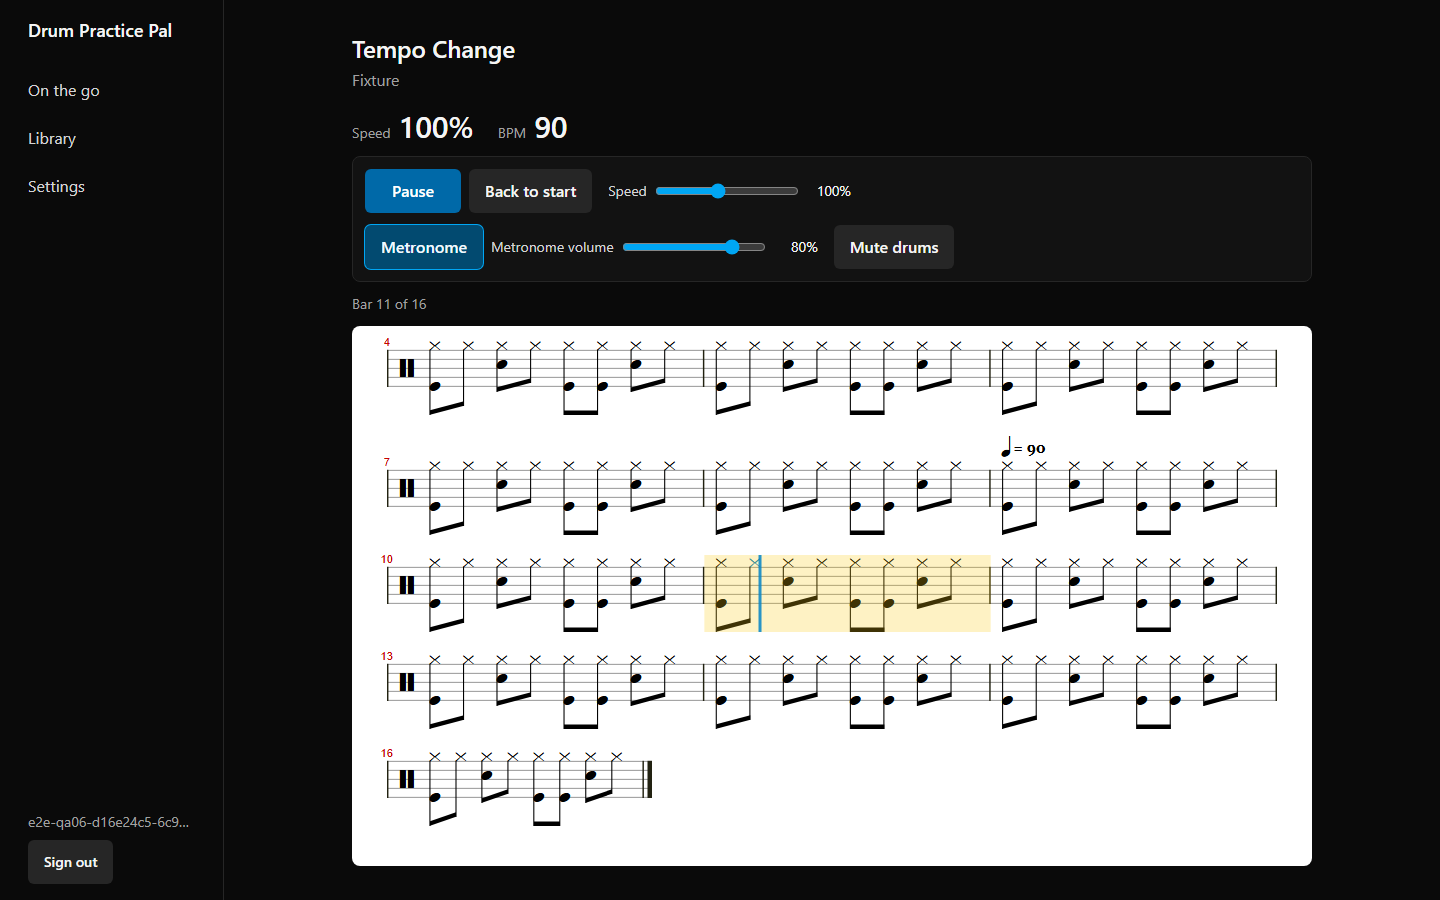 Drum Practice Pal
On the go
Library
Settings
e2e-qa06-d16e24c5-6c9...
Sign out
Tempo Change
Fixture
Speed 100% BPM 90
Pause Back to start Speed 100%
Metronome Metronome volume 80% Mute drums
Bar 11 of 16
4
= 90
7
10
13
16